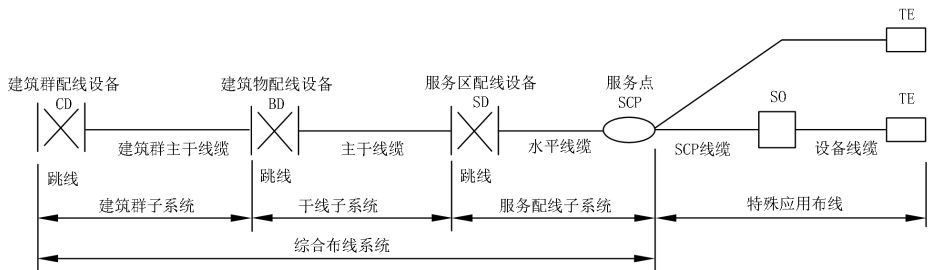 TE
建筑群配线设备
CD
建筑物配线设备
BD
服务区配线设备
SD
服务点
SCP
SO
TE
建筑群主干线缆
主干线缆
水平线缆
SCP线缆
设备线缆
跳线
跳线
跳线
建筑群子系统
干线子系统
服务配线子系统
特殊应用布线
综合布线系统